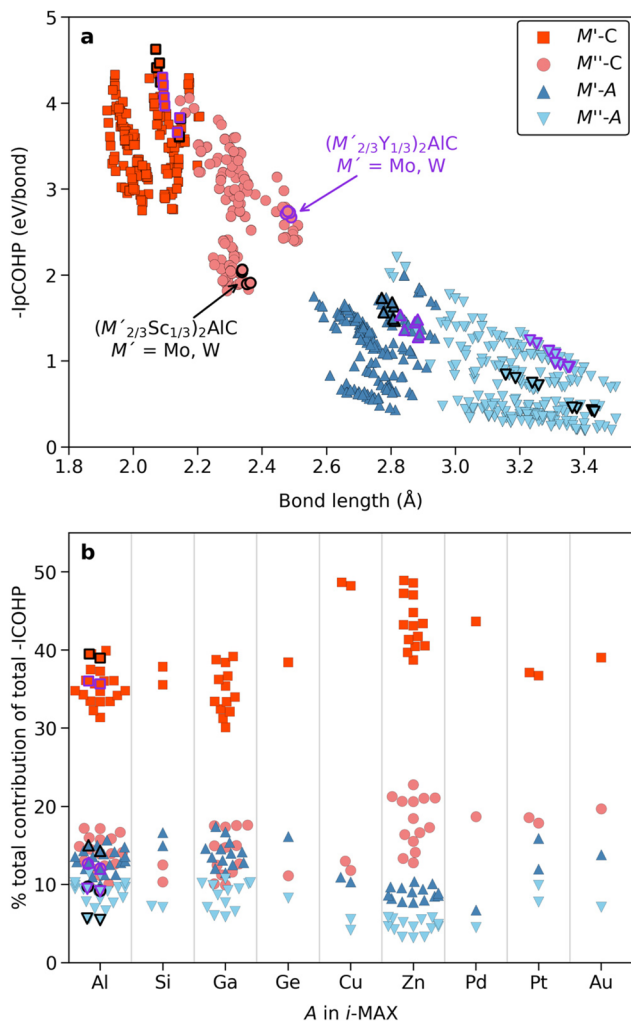 a
5
4
3
2
1
0
-IpCOHP (eV/bond)
M′-C
M′′-C
M′-A
M′′-A
(M´2/3Y1/3)2AlC
M´ = Mo, W
(M´2/3Sc1/3)2AlC
M´ = Mo, W
1.8 2.0 2.2 2.4 2.6 2.8 3.0 3.2 3.4
Bond length (Å)
b
50
40
30
20
10
0
% total contribution of total -ICOHP
Al Si Ga Ge Cu Zn Pd Pt Au
A in i-MAX